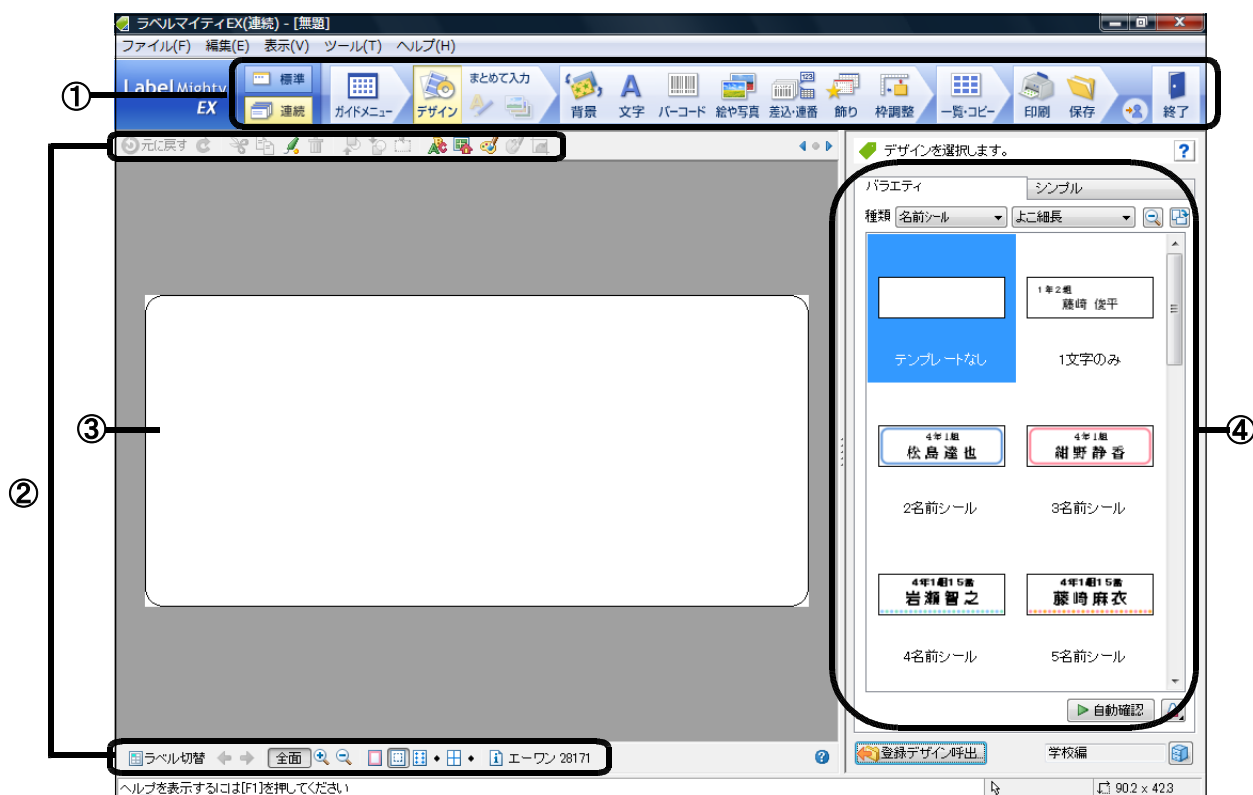 ラベルマイティEX(連続) - [無題]
ファイル(F) 編集(E) 表示(V) ツール(T) ヘルプ(H)
①
Label Mighty
EX
標準
連続
ガイドメニュー
デザイン
まとめて入力
背景
文字
バーコード
絵や写真
差込・連番
飾り
枠調整
一覧・コピー
印刷
保存
終了
②
元に戻す
デザインを選択します。
?
バラエティ
シンプル
種類 名前シール よこ細長
1年2組
藤崎 俊平
テンプレートなし
1文字のみ
③
④
4年1組
松島達也
4年1組
紺野静香
2名前シール
3名前シール
4年1組15番
岩瀬智之
4年1組15番
藤崎麻衣
4名前シール
5名前シール
自動確認
ラベル切替
全面
エーワン 28171
?
登録デザイン呼出...
学校編
ヘルプを表示するには[F1]を押してください
90.2 × 42.3